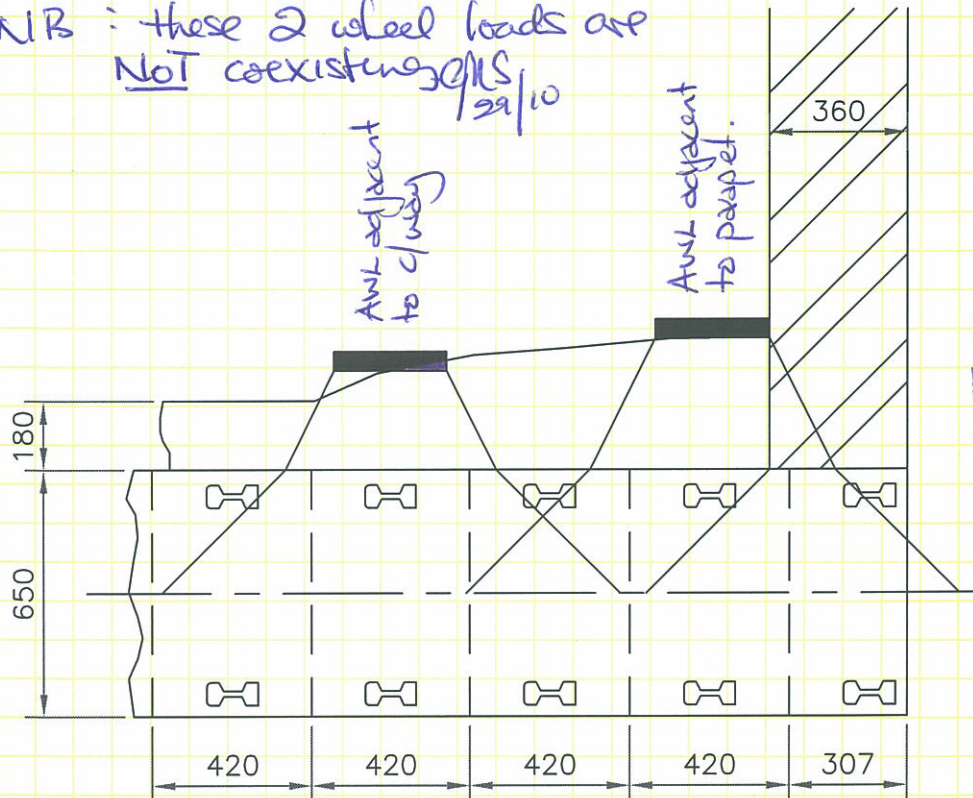 NB : these 2 wheel loads are
NOT coexisting
29/10
AWL adjacent
to c/way
AWL adjacent
to parapet.
360
180
650
420
420
420
420
307